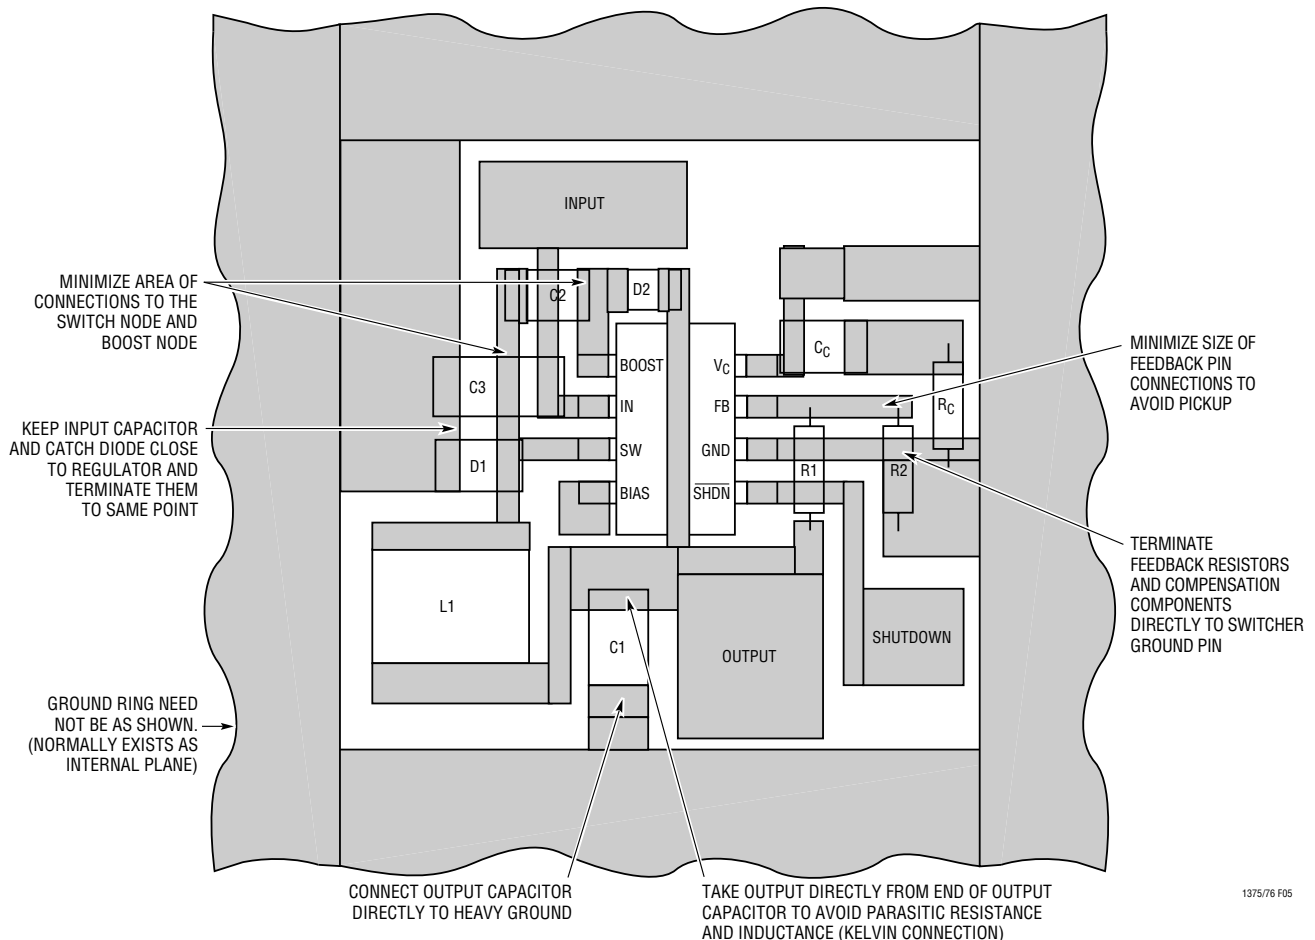 INPUT
MINIMIZE AREA OF
CONNECTIONS TO THE
SWITCH NODE AND
BOOST NODE
C2
D2
BOOST
IN
SW
BIAS
VC
FB
GND
S̅H̅D̅N̅
CC
RC
C3
D1
R1
R2
MINIMIZE SIZE OF
FEEDBACK PIN
CONNECTIONS TO
AVOID PICKUP
KEEP INPUT CAPACITOR
AND CATCH DIODE CLOSE
TO REGULATOR AND
TERMINATE THEM
TO SAME POINT
TERMINATE
FEEDBACK RESISTORS
AND COMPENSATION
COMPONENTS
DIRECTLY TO SWITCHER
GROUND PIN
L1
C1
OUTPUT
SHUTDOWN
GROUND RING NEED
NOT BE AS SHOWN.
(NORMALLY EXISTS AS
INTERNAL PLANE)
CONNECT OUTPUT CAPACITOR
DIRECTLY TO HEAVY GROUND
TAKE OUTPUT DIRECTLY FROM END OF OUTPUT
CAPACITOR TO AVOID PARASITIC RESISTANCE
AND INDUCTANCE (KELVIN CONNECTION)
1375/76 F05